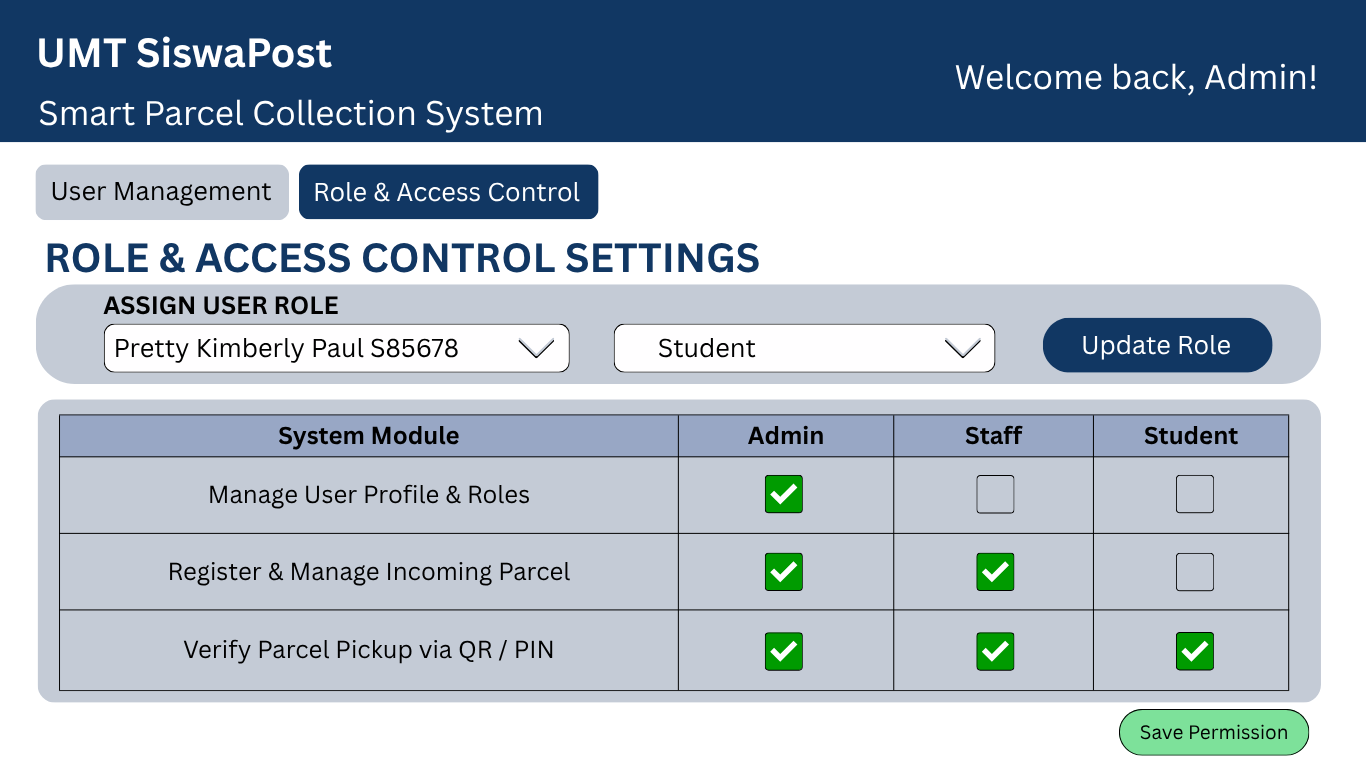 UMT SiswaPost
Smart Parcel Collection System
Welcome back, Admin!
User Management
Role & Access Control
ROLE & ACCESS CONTROL SETTINGS
ASSIGN USER ROLE
Pretty Kimberly Paul S85678
Student
Update Role
System Module
Admin
Staff
Student
Manage User Profile & Roles
Register & Manage Incoming Parcel
Verify Parcel Pickup via QR / PIN
Save Permission